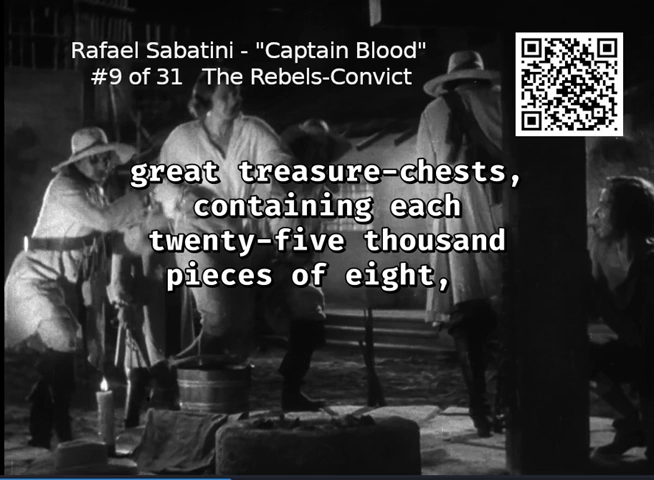 Rafael Sabatini - "Captain Blood"
#9 of 31 The Rebels-Convict
great treasure-chests,
containing each
twenty-five thousand
pieces of eight,